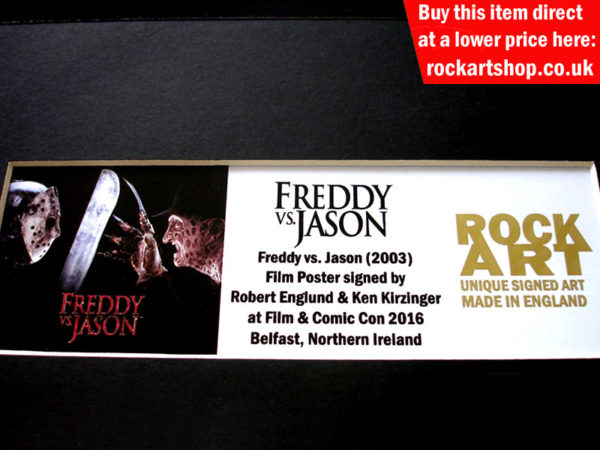 Buy this item direct
at a lower price here:
rockartshop.co.uk
FREDDY
VS. JASON
FREDDY
VS. JASON
Freddy vs. Jason (2003)
Film Poster signed by
Robert Englund & Ken Kirzinger
at Film & Comic Con 2016
Belfast, Northern Ireland
ROCK
ART
UNIQUE SIGNED ART
MADE IN ENGLAND